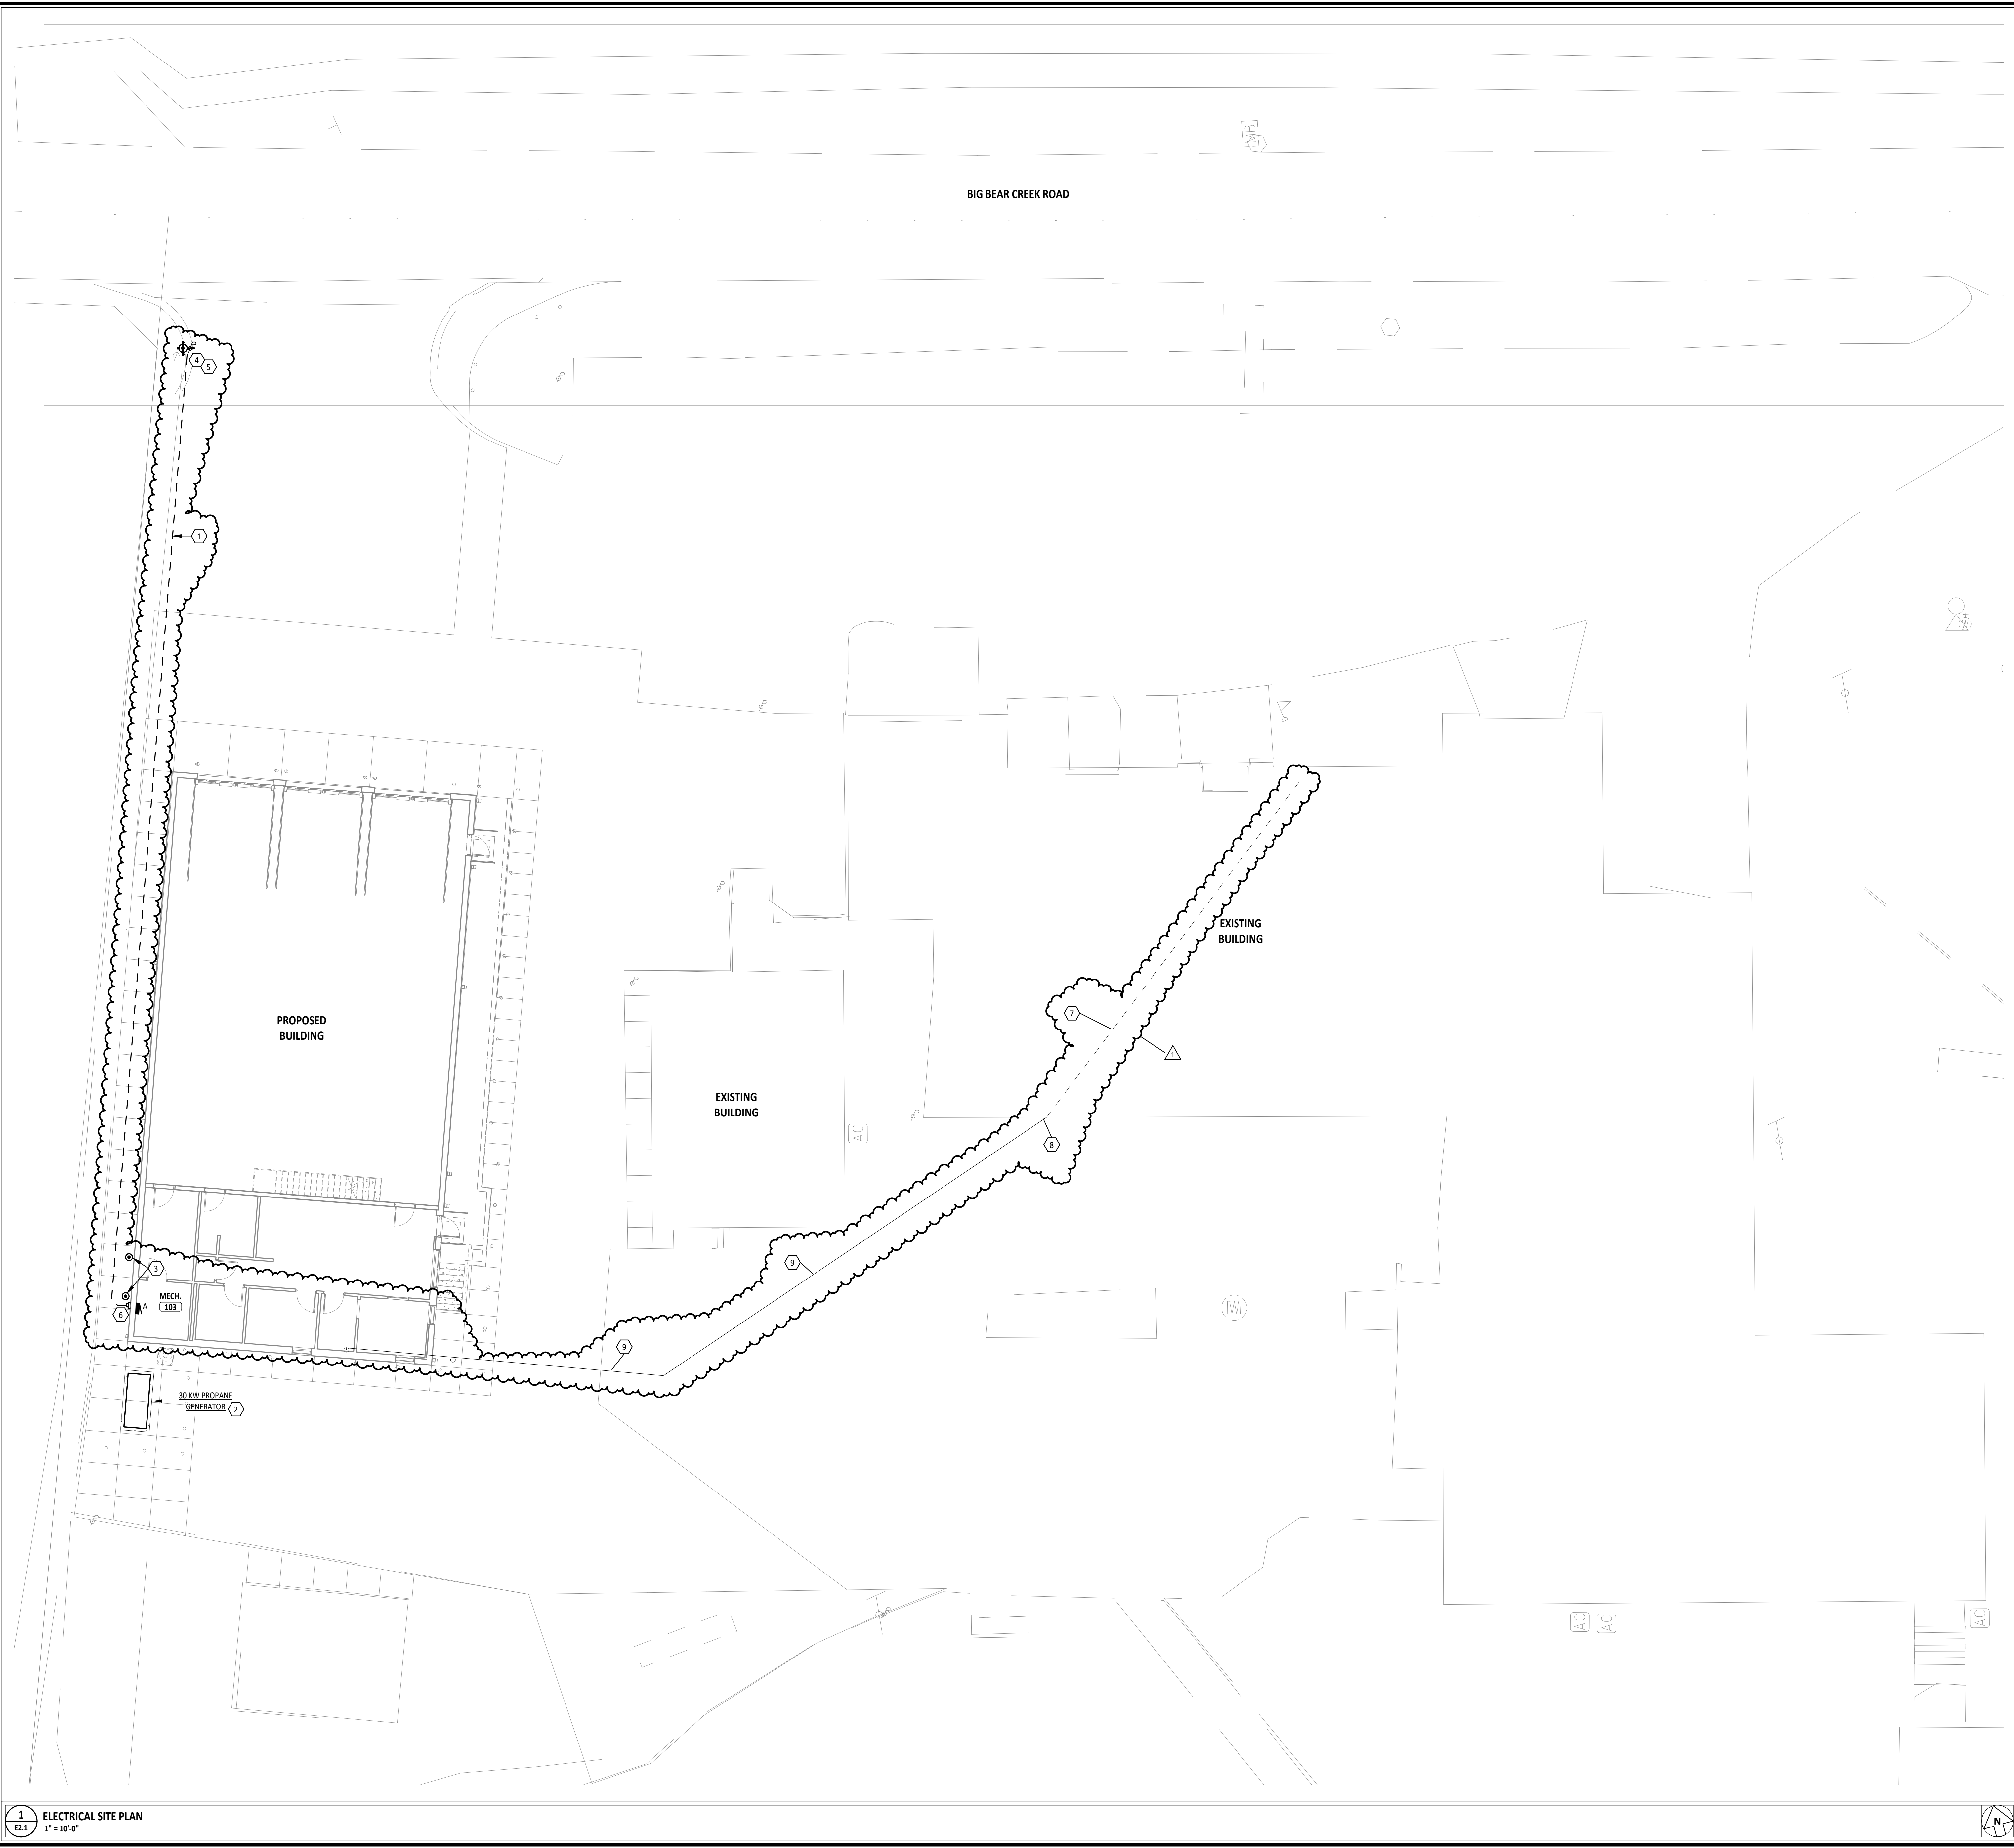 MB
BIG BEAR CREEK ROAD
4
5
1
(W)
EXISTING
BUILDING
7
1
PROPOSED
BUILDING
EXISTING
BUILDING
AC
8
9
3
MECH.
103
A
6
W
9
30 KW PROPANE
GENERATOR
2
AC
AC
AC
1
E2.1
ELECTRICAL SITE PLAN
1" = 10'-0"
N